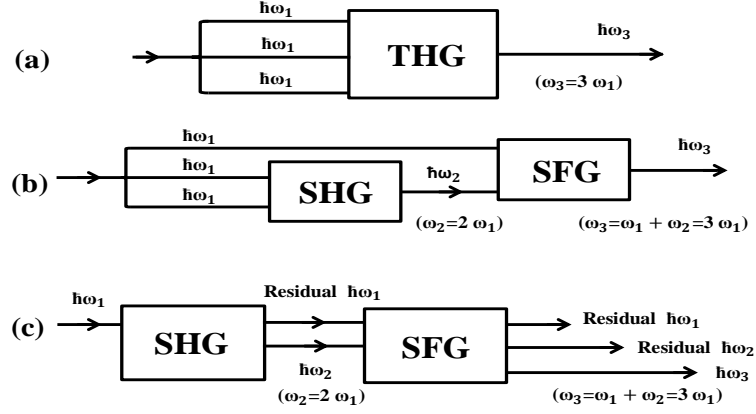 ħω₁
(a)
ħω₁
THG
ħω₃
ħω₁
(ω₃=3 ω₁)
ħω₁
(b)
ħω₁
SHG
ħω₂
SFG
ħω₃
ħω₁
(ω₂=2 ω₁)
(ω₃=ω₁ + ω₂=3 ω₁)
(c)
ħω₁
SHG
Residual ħω₁
ħω₂
(ω₂=2 ω₁)
SFG
Residual ħω₁
Residual ħω₂
ħω₃
(ω₃=ω₁ + ω₂=3 ω₁)